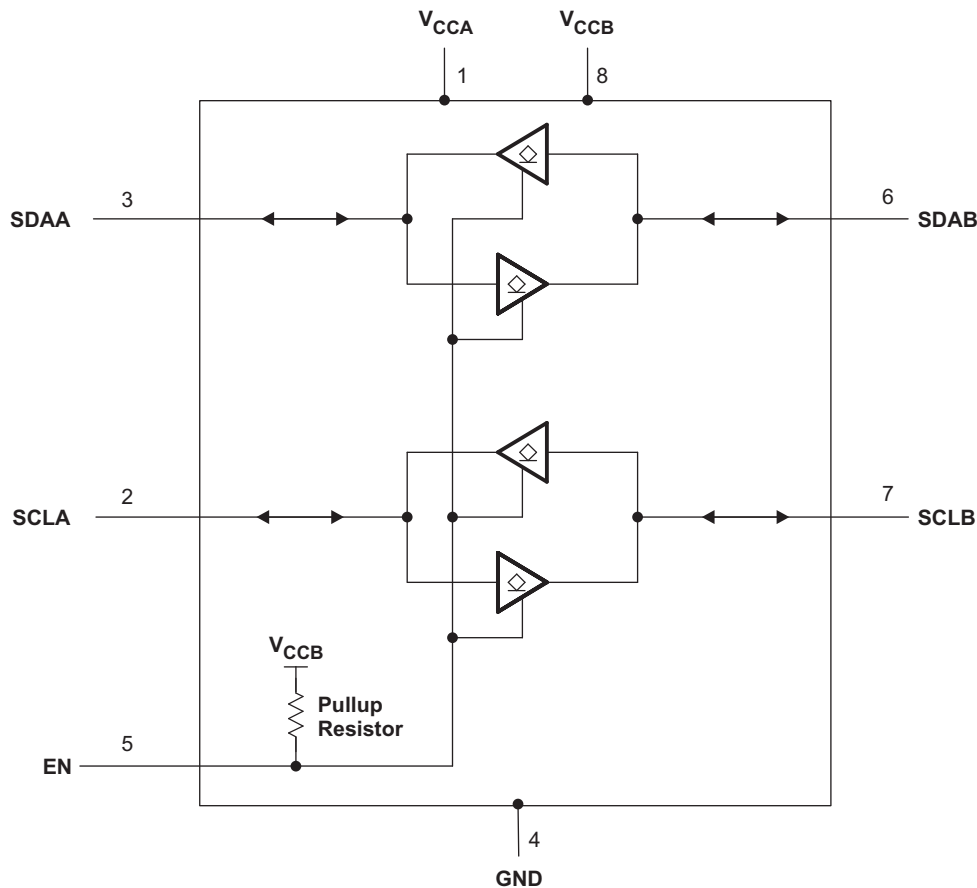 VCCA
VCCB
1
8
3
6
SDAA
SDAB
2
7
SCLA
SCLB
VCCB
Pullup
Resistor
5
EN
4
GND